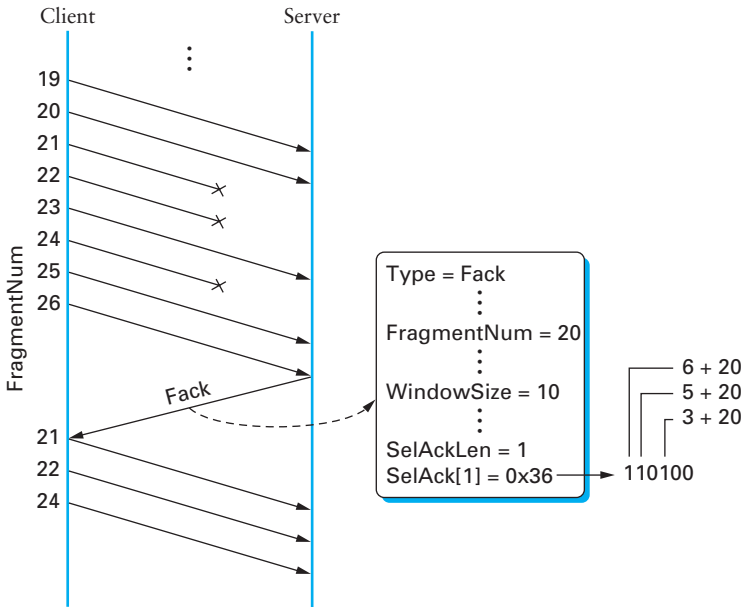 Client
Server
19
20
21
22
23
24
25
26
FragmentNum
Fack
21
22
24
Type = Fack
FragmentNum = 20
WindowSize = 10
SelAckLen = 1
SelAck[1] = 0x36
6 + 20
5 + 20
3 + 20
110100